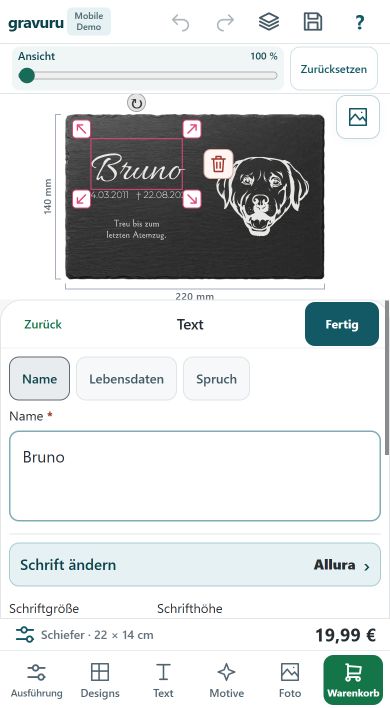 gravuru
Mobile
Demo
?
Ansicht
100 %
Zurücksetzen
140 mm
Bruno
4.03.2011 † 22.08.20
Treu bis zum
letzten Atemzug.
220 mm
Zurück
Text
Fertig
Name
Lebensdaten
Spruch
Name *
Bruno
Schrift ändern
Allura ›
Schriftgröße
Schrifthöhe
Schiefer · 22 × 14 cm
19,99 €
Ausführung
Designs
Text
Motive
Foto
Warenkorb